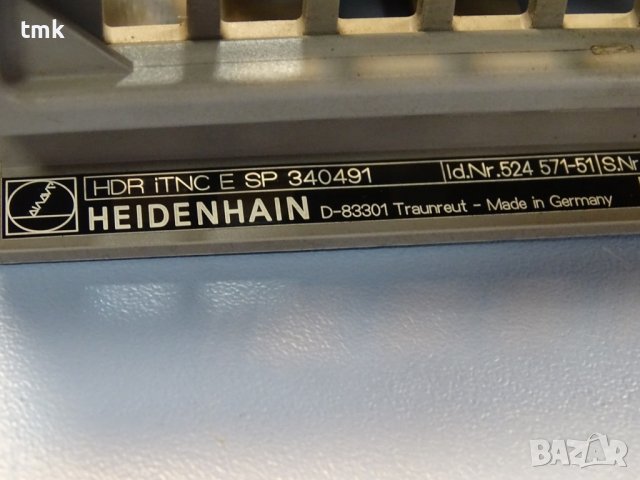 tmk
HDR iTNC E SP 340491 Id.Nr.524 571-51 S.Nr
HEIDENHAIN D-83301 Traunreut - Made in Germany
BAZAR